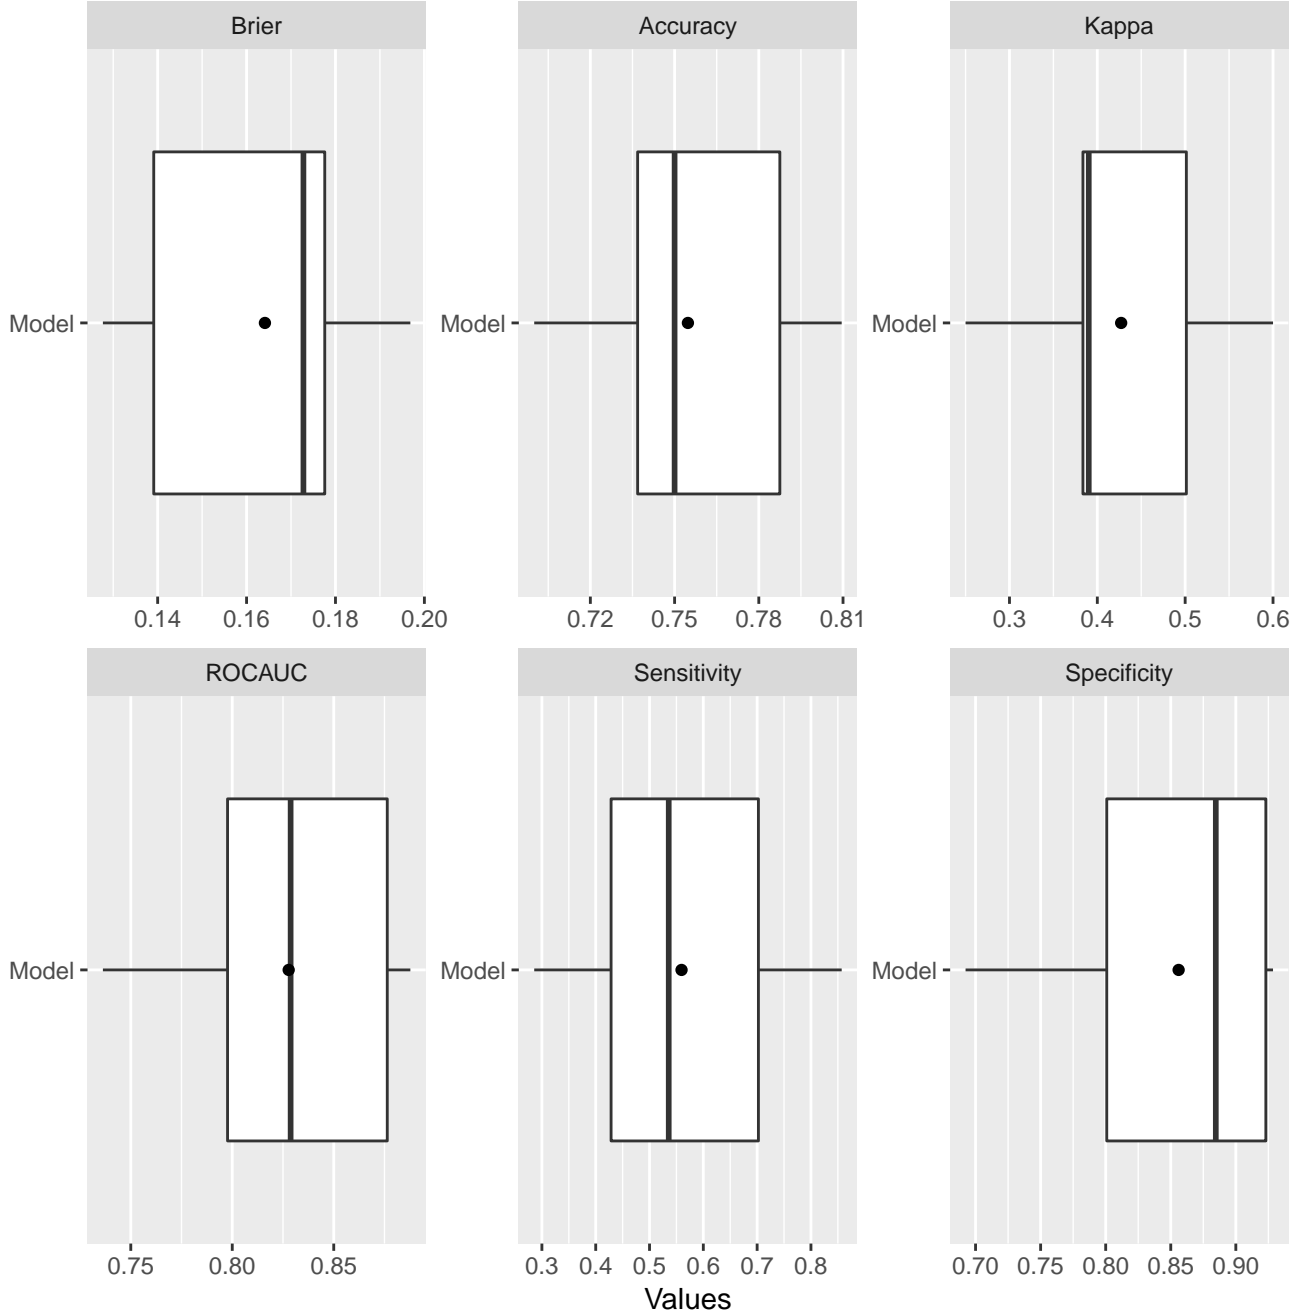 Brier Accuracy Kappa
Model Model Model
0.14 0.16 0.18 0.20 0.72 0.75 0.78 0.81 0.3 0.4 0.5 0.6
ROCAUC Sensitivity Specificity
Model Model Model
0.75 0.80 0.85 0.3 0.4 0.5 0.6 0.7 0.8 0.70 0.75 0.80 0.85 0.90
Values